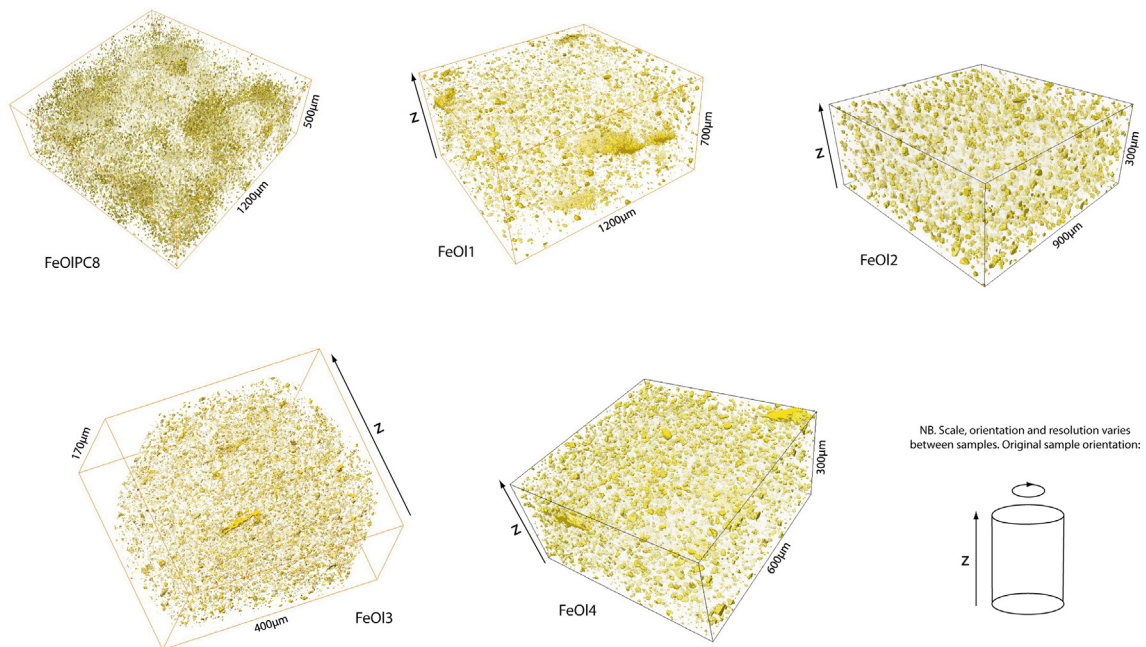 500µm
1200µm
FeOlPC8
Z
700µm
1200µm
FeOl1
Z
300µm
900µm
FeOl2
170µm
Z
400µm
FeOl3
Z
300µm
600µm
FeOl4
NB. Scale, orientation and resolution varies
between samples. Original sample orientation:
Z